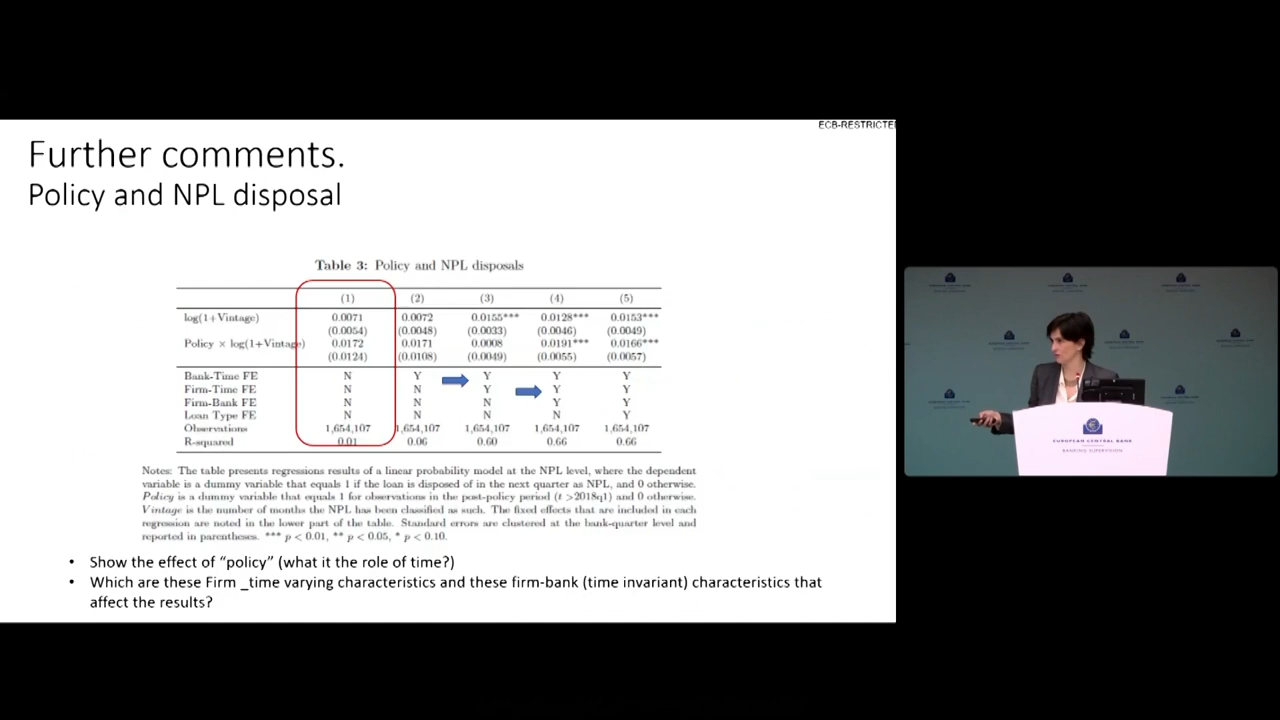 ECB-RESTRICTE
Further comments.
Policy and NPL disposal
Table 3: Policy and NPL disposals
(1) (2) (3) (4) (5)
log(1+Vintage) 0.0071 0.0072 0.0155*** 0.0128*** 0.0153***
(0.0054) (0.0048) (0.0033) (0.0046) (0.0049)
Policy × log(1+Vintage) 0.0172 0.0171 0.0008 0.0191*** 0.0166***
(0.0124) (0.0108) (0.0049) (0.0055) (0.0057)
Bank-Time FE N Y Y Y Y
Firm-Time FE N N Y Y Y
Firm-Bank FE N N N Y Y
Loan Type FE N N N N Y
Observations 1,654,107 1,654,107 1,654,107 1,654,107 1,654,107
R-squared 0.01 0.06 0.60 0.66 0.66
Notes: The table presents regressions results of a linear probability model at the NPL level, where the dependent
variable is a dummy variable that equals 1 if the loan is disposed of in the next quarter as NPL, and 0 otherwise.
Policy is a dummy variable that equals 1 for observations in the post-policy period (t >2018q1) and 0 otherwise.
Vintage is the number of months the NPL has been classified as such. The fixed effects that are included in each
regression are noted in the lower part of the table. Standard errors are clustered at the bank-quarter level and
reported in parentheses. *** p < 0.01, ** p < 0.05, * p < 0.10.
• Show the effect of “policy” (what it the role of time?)
• Which are these Firm _time varying characteristics and these firm-bank (time invariant) characteristics that
affect the results?
EUROPEAN CENTRAL BANK
BANKING SUPERVISION